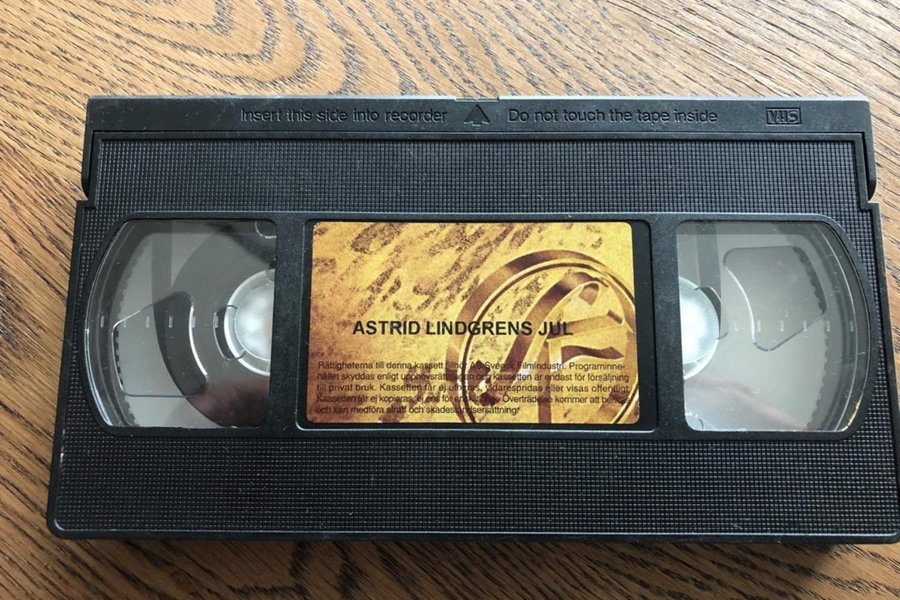 Insert this side into recorder Do not touch the tape inside VHS
ASTRID LINDGRENS JUL
Rättigheterna till denna kassett tillhör AB Svensk Filmindustri. Programinne-
hållet skyddas enligt upphovsrättslagen och kassetten är endast för försäljning
till privat bruk. Kassetten får ej uthyras, vidarespridas eller visas offentligt.
Kassetten får ej kopieras, ej ens för enskilt bruk. Överträdelse kommer att beivras
och kan medföra straff och skadeståndsersättning!